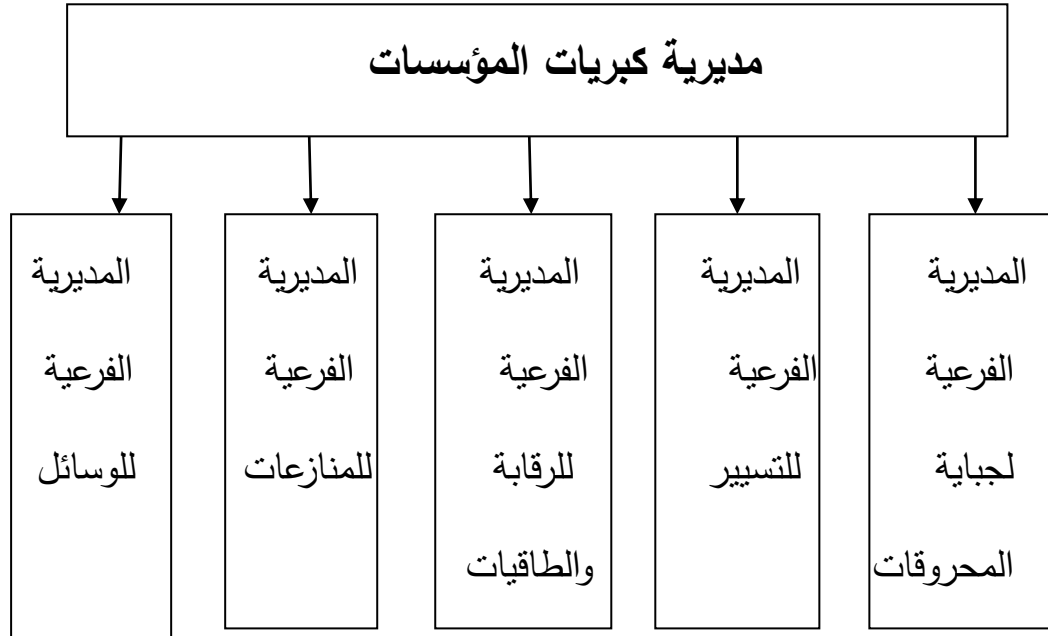 مديرية كبريات المؤسسات
المديرية
الفرعية
لجباية
المحروقات
المديرية
الفرعية
للتسيير
المديرية
الفرعية
للرقابة
والطاقيات
المديرية
الفرعية
للمنازعات
المديرية
الفرعية
للوسائل